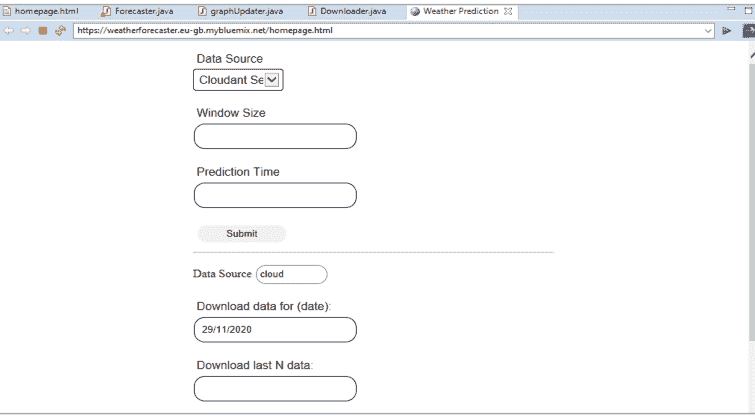 homepage.html Forecaster.java graphUpdater.java Downloader.java Weather Prediction
https://weatherforecaster.eu-gb.mybluemix.net/homepage.html
Data Source
Cloudant Se
Window Size
Prediction Time
Submit
Data Source cloud
Download data for (date):
29/11/2020
Download last N data: